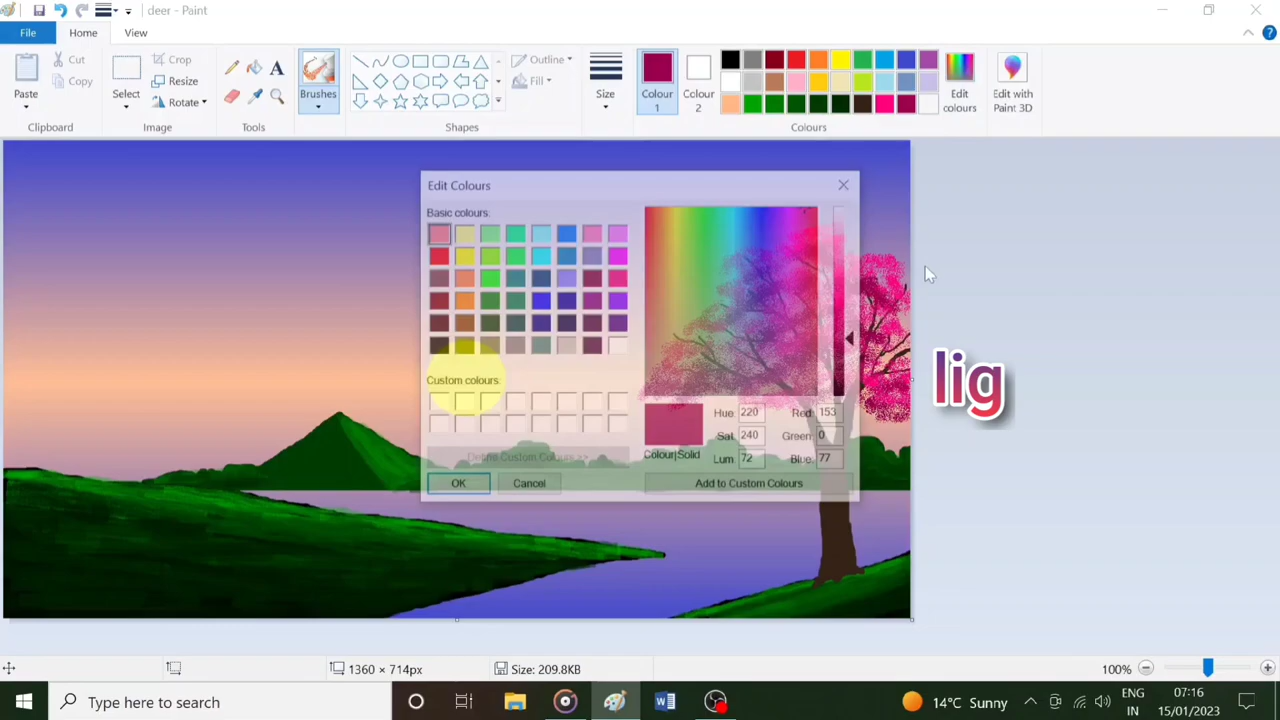 deer - Paint
File Home View
Paste
Cut
Copy
Clipboard
Select
Crop
Resize
Rotate
Image
Tools
Brushes
Shapes
Outline
Fill
Size
Colour 1
Colour 2
Edit colours
Colours
Edit with Paint 3D
Edit Colours
Basic colours:
Custom colours:
Define Custom Colours >>
OK Cancel
Colour|Solid
Hue: 220 Red: 153
Sat: 240 Green: 0
Lum: 72 Blue: 77
Add to Custom Colours
lig
1360 × 714px Size: 209.8KB 100%
Type here to search
14°C Sunny
ENG
IN
07:16
15/01/2023